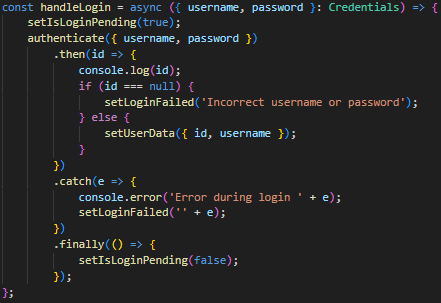 const handleLogin = async ({ username, password }: Credentials) => {
    setIsLoginPending(true);
    authenticate({ username, password })
        .then(id => {
            console.log(id);
            if (id === null) {
                setLoginFailed('Incorrect username or password');
            } else {
                setUserData({ id, username });
            }
        })
        .catch(e => {
            console.error('Error during login ' + e);
            setLoginFailed('' + e);
        })
        .finally(() => {
            setIsLoginPending(false);
        });
};